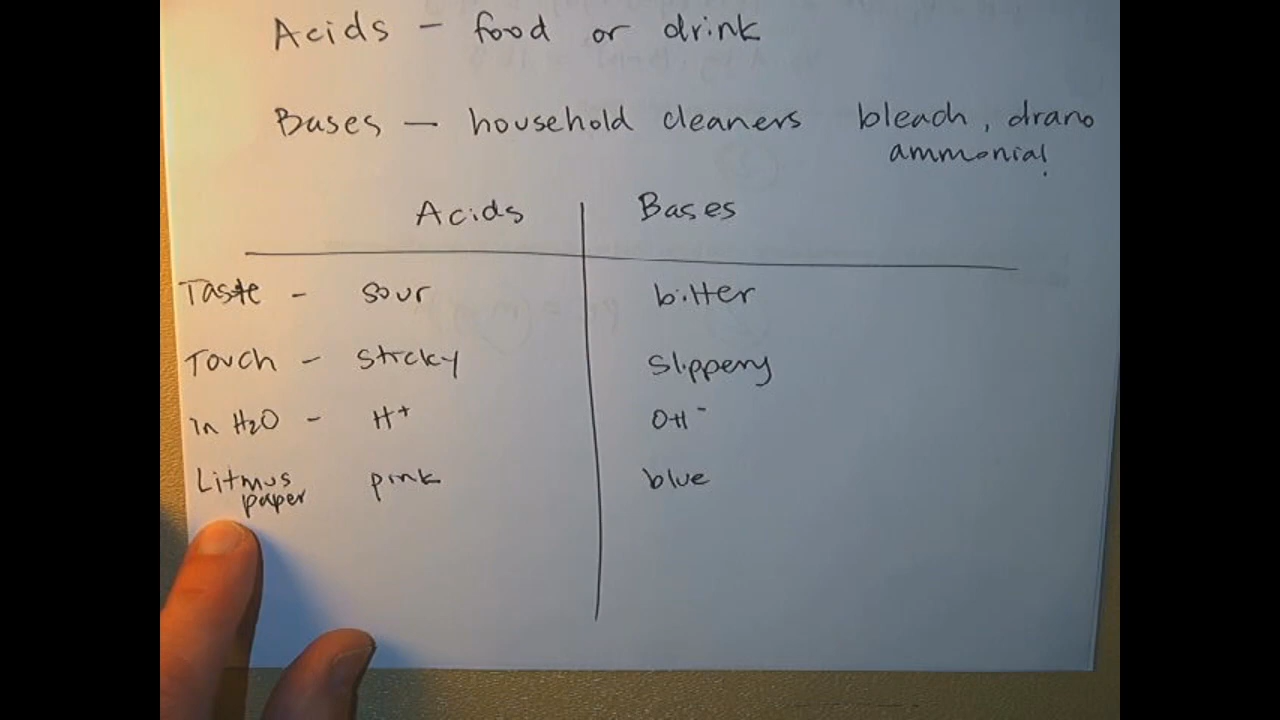 Acids - food or drink
Bases - household cleaners bleach, drano
ammonia!
Acids Bases
Taste - sour bitter
Touch - sticky slippery
In H2O - H+ OH-
Litmus pink blue
paper